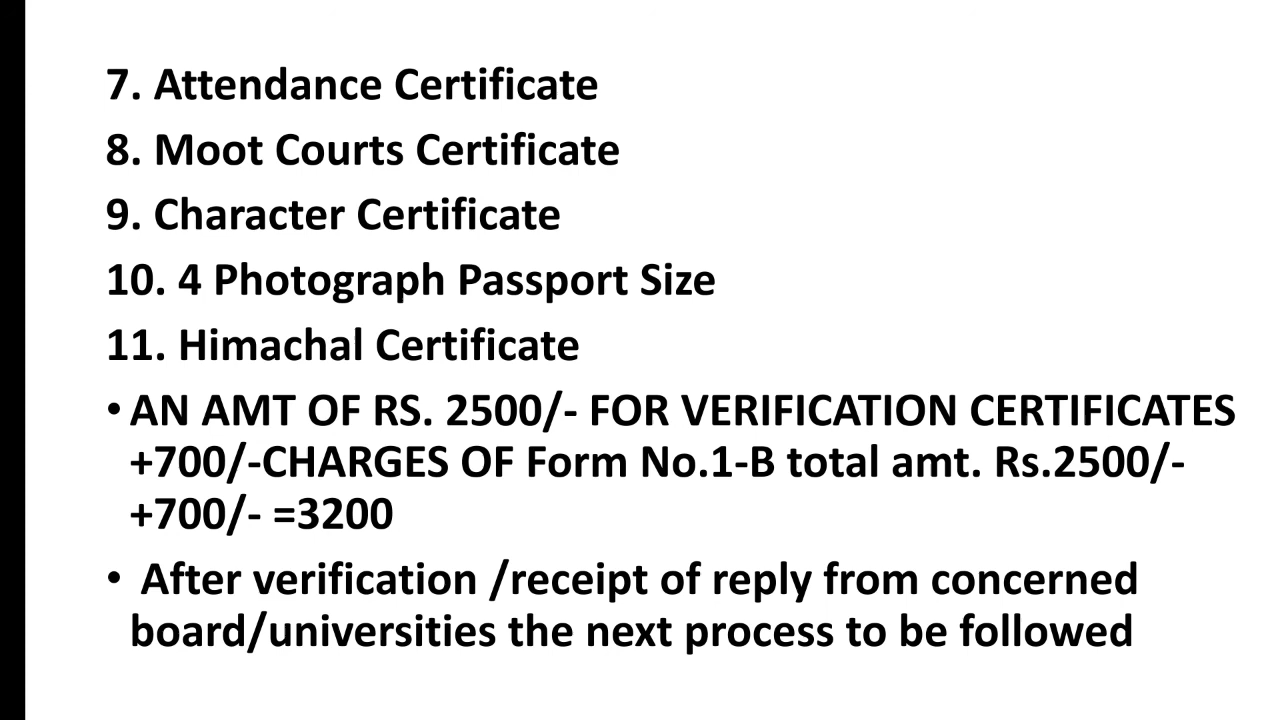 7. Attendance Certificate
8. Moot Courts Certificate
9. Character Certificate
10. 4 Photograph Passport Size
11. Himachal Certificate
• AN AMT OF RS. 2500/- FOR VERIFICATION CERTIFICATES
+700/-CHARGES OF Form No.1-B total amt. Rs.2500/-
+700/- =3200
• After verification /receipt of reply from concerned
board/universities the next process to be followed